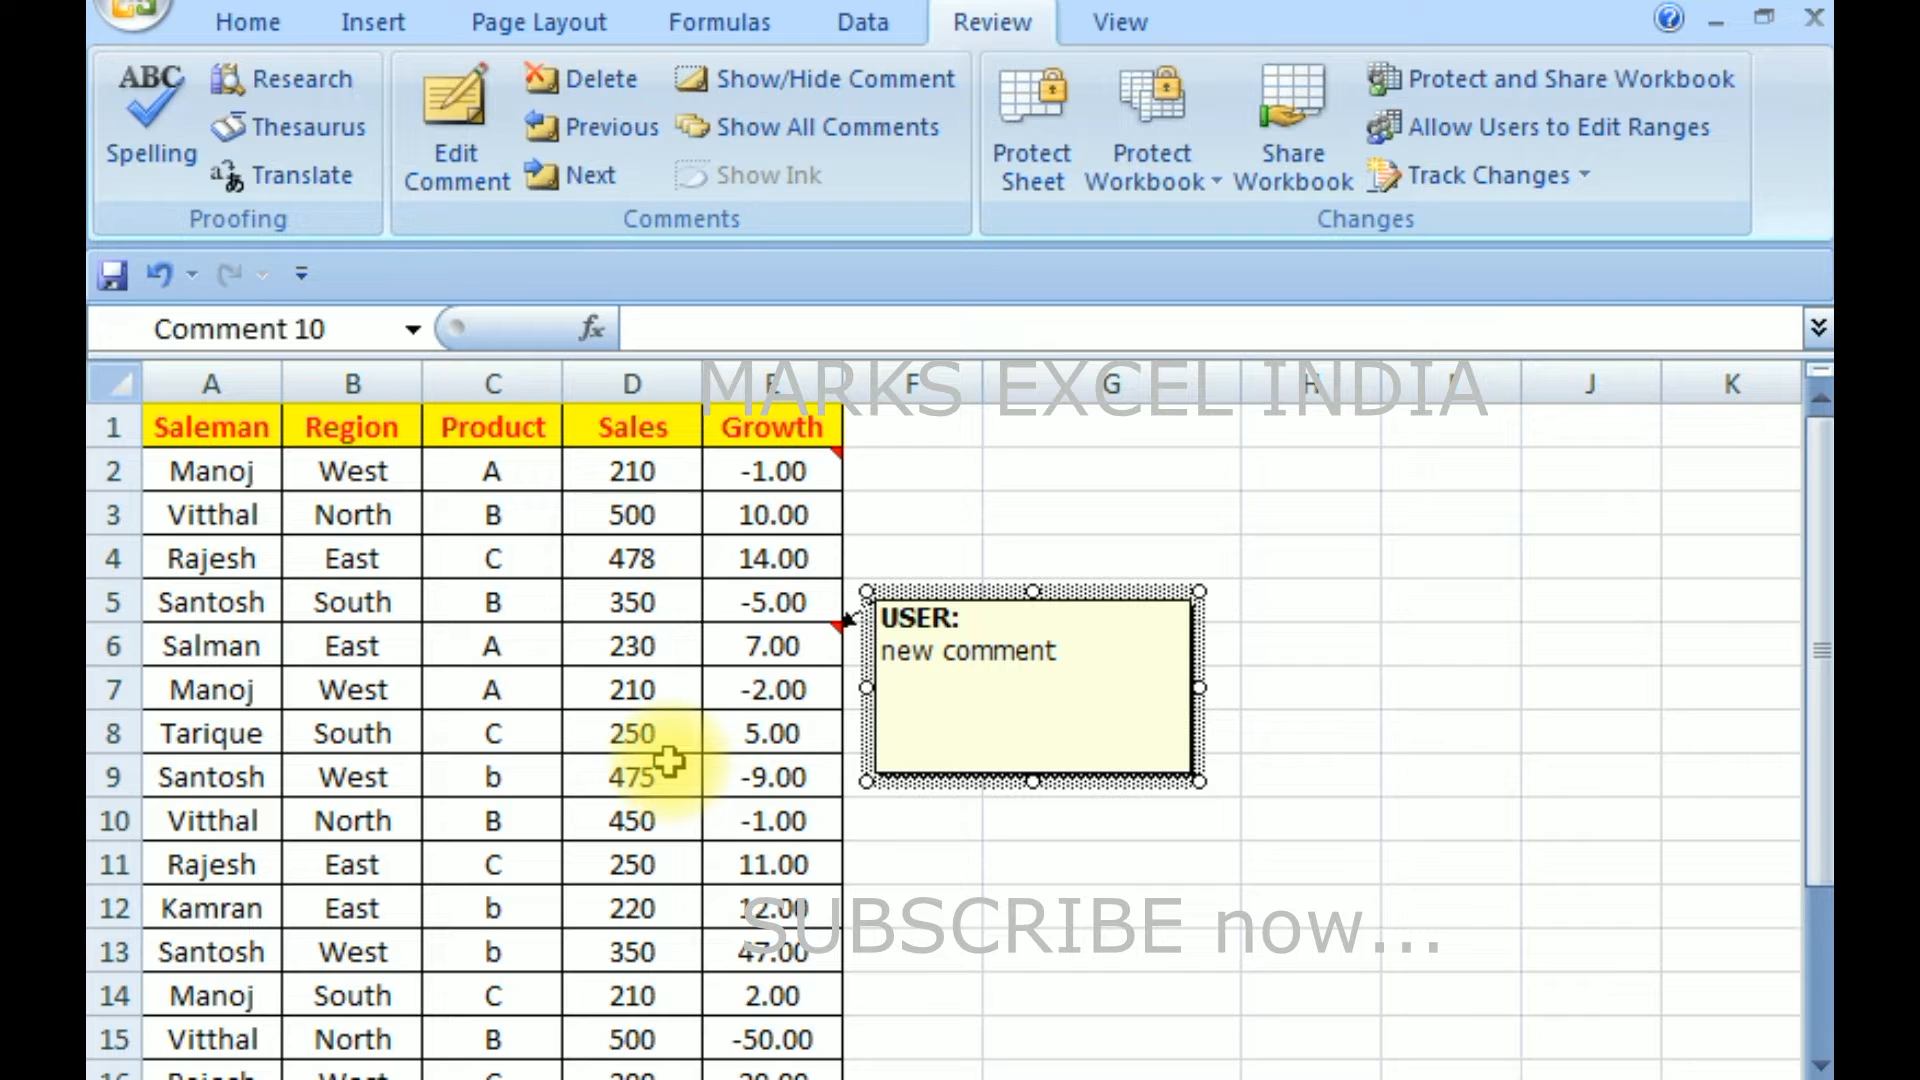 Home Insert Page Layout Formulas Data Review View
ABC Spelling
Research
Thesaurus
Translate
Proofing
Edit Comment
Delete
Previous
Next
Show/Hide Comment
Show All Comments
Show Ink
Comments
Protect Sheet
Protect Workbook
Share Workbook
Protect and Share Workbook
Allow Users to Edit Ranges
Track Changes
Changes
Comment 10 fx
MARKS EXCEL INDIA
A B C D E F G H I J K
1 Saleman Region Product Sales Growth
2 Manoj West A 210 -1.00
3 Vitthal North B 500 10.00
4 Rajesh East C 478 14.00
5 Santosh South B 350 -5.00
USER:
new comment
6 Salman East A 230 7.00
7 Manoj West A 210 -2.00
8 Tarique South C 250 5.00
9 Santosh West b 475 -9.00
10 Vitthal North B 450 -1.00
11 Rajesh East C 250 11.00
12 Kamran East b 220 12.00
SUBSCRIBE now...
13 Santosh West b 350 47.00
14 Manoj South C 210 2.00
15 Vitthal North B 500 -50.00
16 Rajesh West